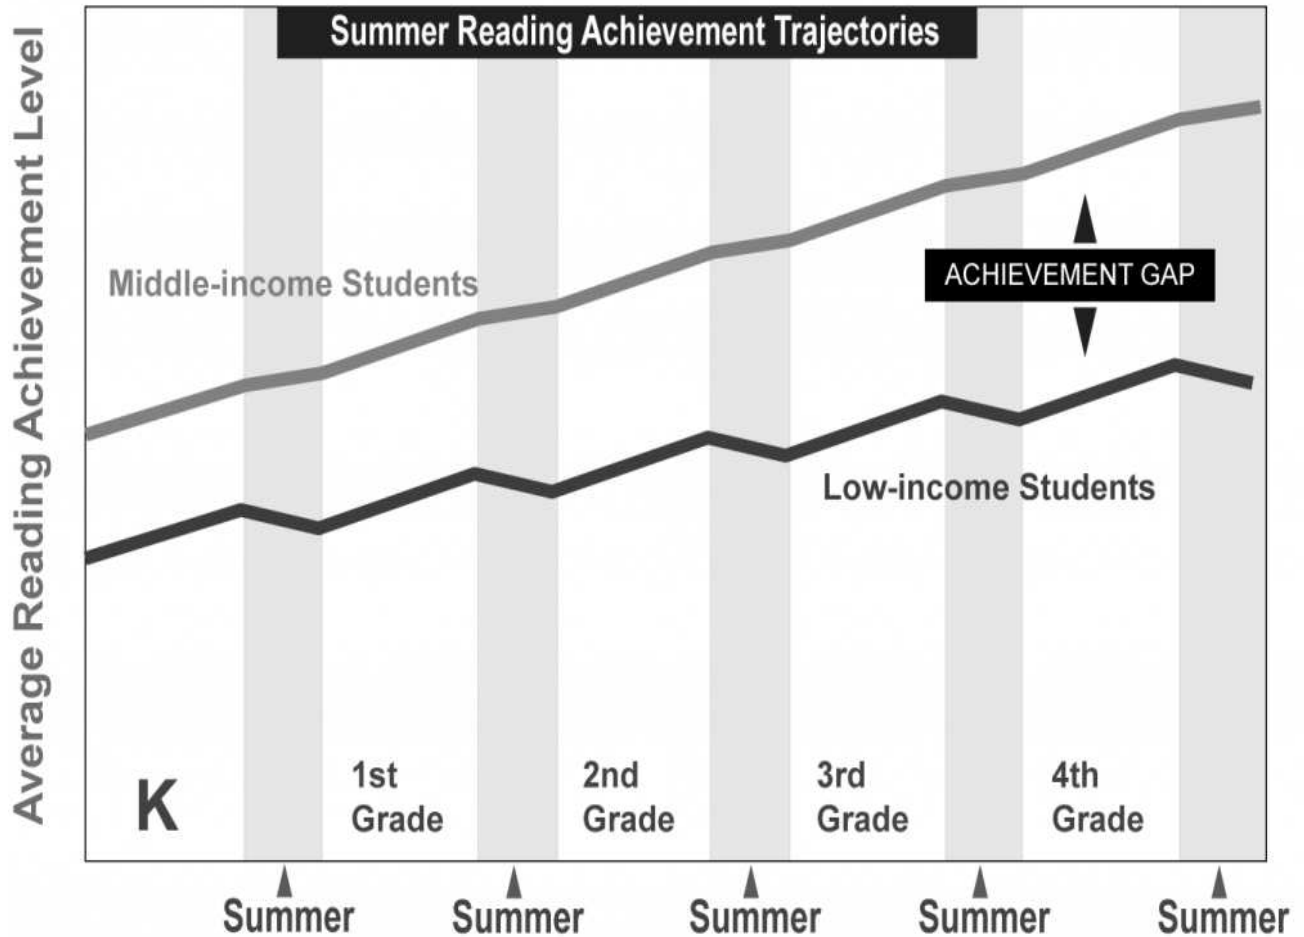 Summer Reading Achievement Trajectories
Average Reading Achievement Level
Middle-income Students
ACHIEVEMENT GAP
Low-income Students
K
1st
Grade
2nd
Grade
3rd
Grade
4th
Grade
Summer
Summer
Summer
Summer
Summer